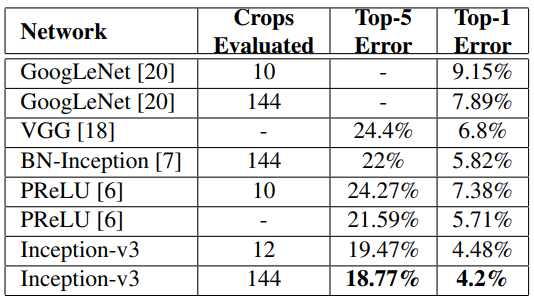 Network Crops Evaluated Top-5 Error Top-1 Error
GoogLeNet [20] 10 - 9.15%
GoogLeNet [20] 144 - 7.89%
VGG [18] - 24.4% 6.8%
BN-Inception [7] 144 22% 5.82%
PReLU [6] 10 24.27% 7.38%
PReLU [6] - 21.59% 5.71%
Inception-v3 12 19.47% 4.48%
Inception-v3 144 18.77% 4.2%